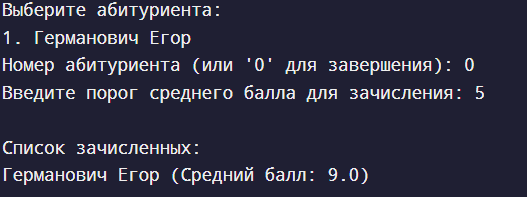 Выберите абитуриента:
1. Германович Егор
Номер абитуриента (или '0' для завершения): 0
Введите порог среднего балла для зачисления: 5
Список зачисленных:
Германович Егор (Средний балл: 9.0)